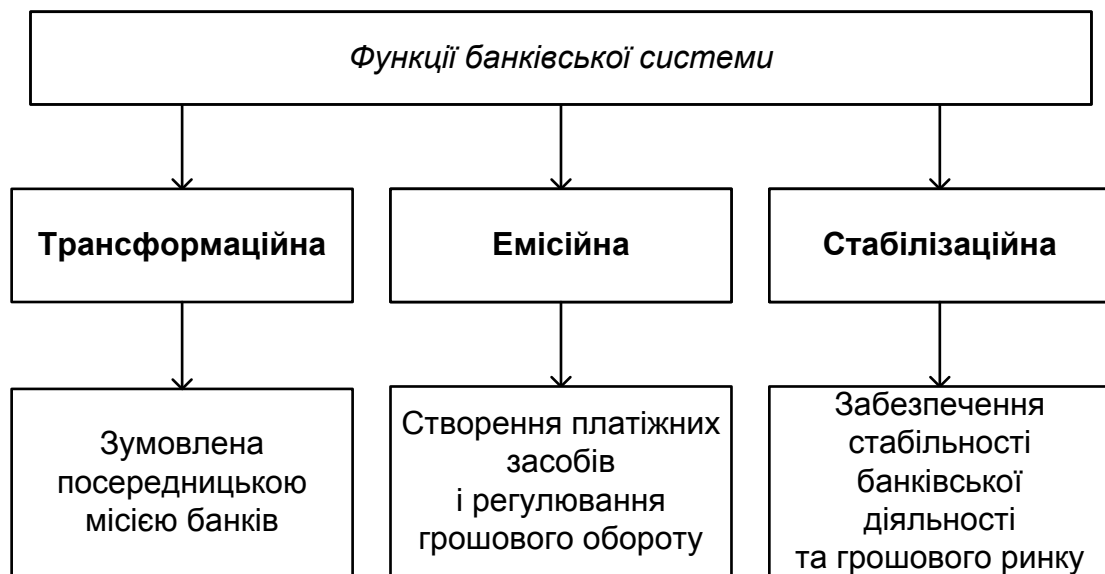 Функції банківської системи
Трансформаційна
Емісійна
Стабілізаційна
Зумовлена
посередницькою
місією банків
Створення платіжних
засобів
і регулювання
грошового обороту
Забезпечення
стабільності
банківської
діяльності
та грошового ринку